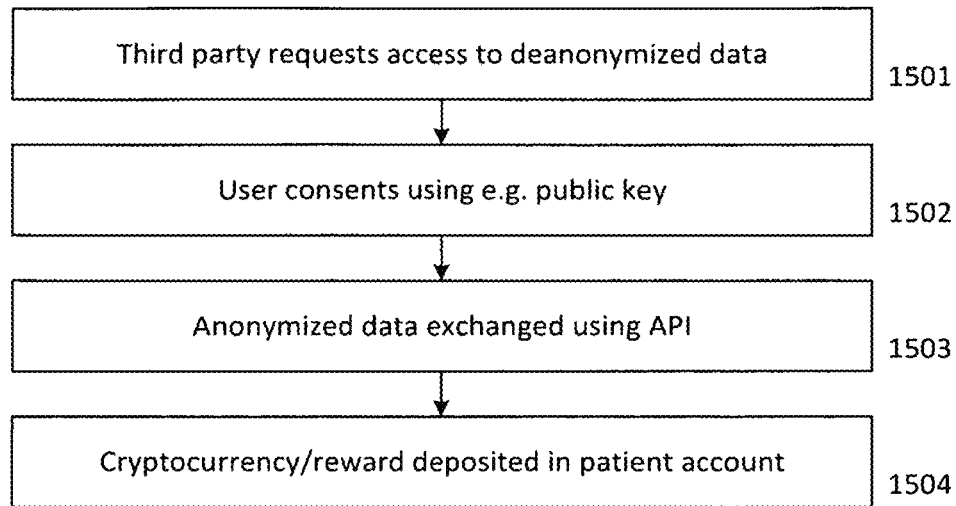 Third party requests access to deanonymized data
1501
User consents using e.g. public key
1502
Anonymized data exchanged using API
1503
Cryptocurrency/reward deposited in patient account
1504